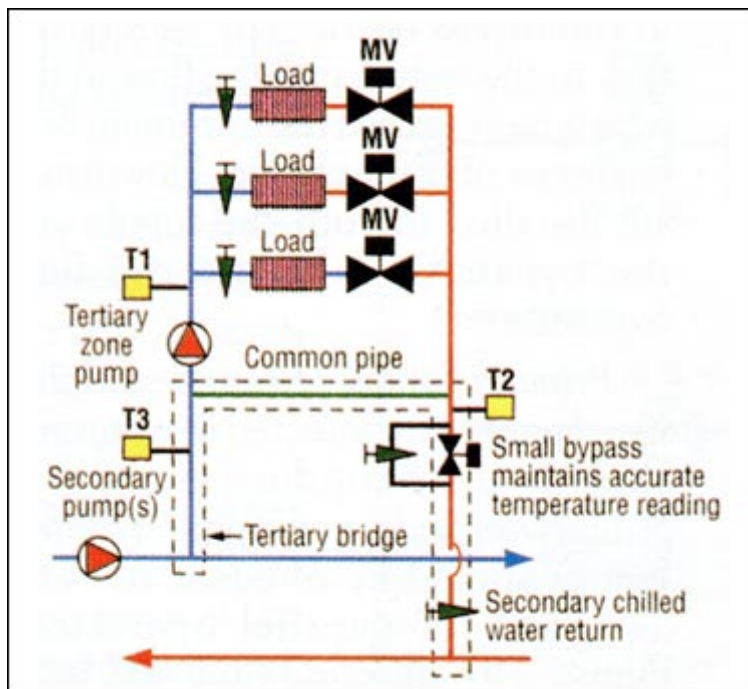 MV
Load
MV
Load
MV
Load
T1
Tertiary
zone
pump
Common pipe
T2
T3
Small bypass
maintains accurate
temperature reading
Secondary
pump(s)
Tertiary bridge
Secondary chilled
water return